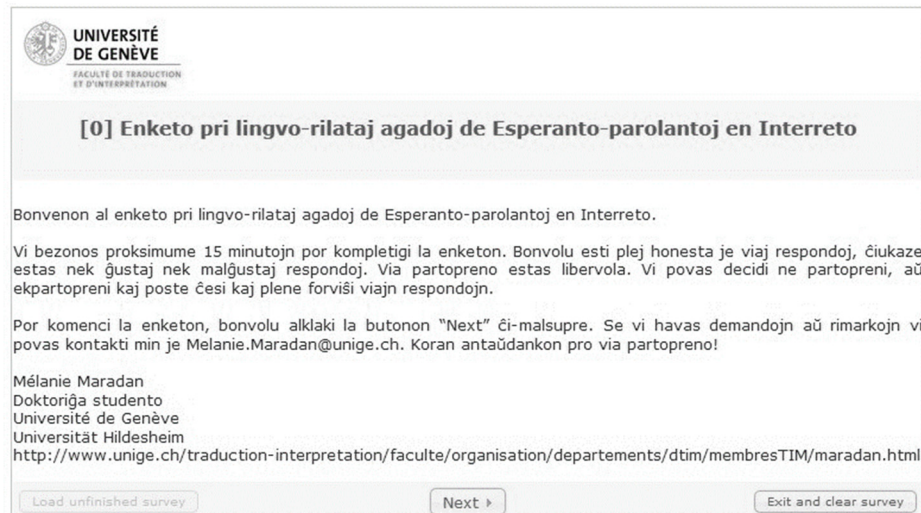 UNIVERSITÉ
DE GENÈVE
FACULTÉ DE TRADUCTION
ET D'INTERPRÉTATION
[0] Enketo pri lingvo-rilataj agadoj de Esperanto-parolantoj en Interreto
Bonvenon al enketo pri lingvo-rilataj agadoj de Esperanto-parolantoj en Interreto.
Vi bezonos proksimume 15 minutojn por kompletigi la enketon. Bonvolu esti plej honesta je viaj respondoj, ĉiukaze
estas nek ĝustaj nek malĝustaj respondoj. Via partopreno estas libervola. Vi povas decidi ne partopreni, aŭ
ekpartopreni kaj poste ĉesi kaj plene forviŝi viajn respondojn.
Por komenci la enketon, bonvolu alklaki la butonon "Next" ĉi-malsupre. Se vi havas demandojn aŭ rimarkojn vi
povas kontakti min je Melanie.Maradan@unige.ch. Koran antaŭdankon pro via partopreno!
Mélanie Maradan
Doktoriĝa studento
Université de Genève
Universität Hildesheim
http://www.unige.ch/traduction-interpretation/faculte/organisation/departements/dtim/membresTIM/maradan.html
Load unfinished survey Next Exit and clear survey